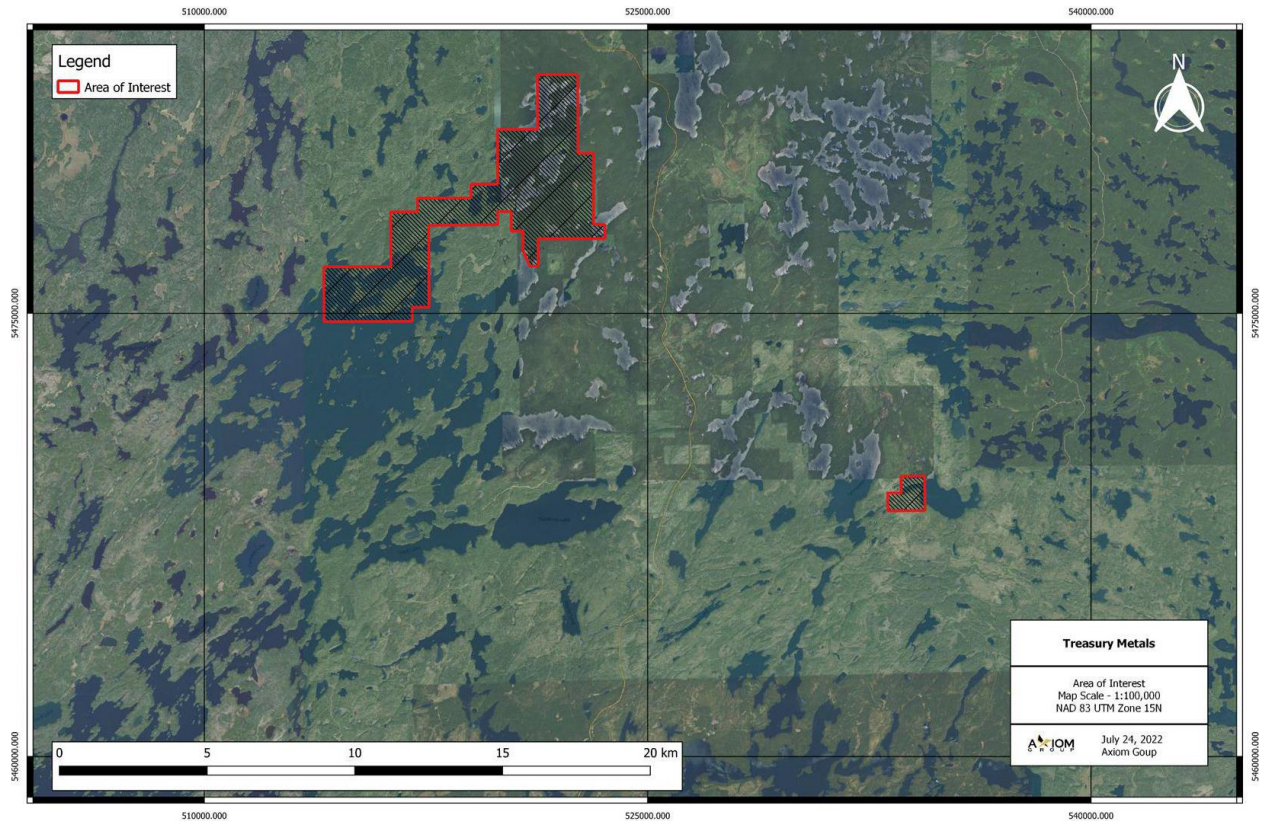 510000.000
525000.000
540000.000
Legend
Area of Interest
N
5475000.000
5475000.000
Treasury Metals
Area of Interest
Map Scale - 1:100,000
NAD 83 UTM Zone 15N
AXIOM
GROUP
July 24, 2022
Axiom Goup
0
5
10
15
20 km
5460000.000
5460000.000
510000.000
525000.000
540000.000